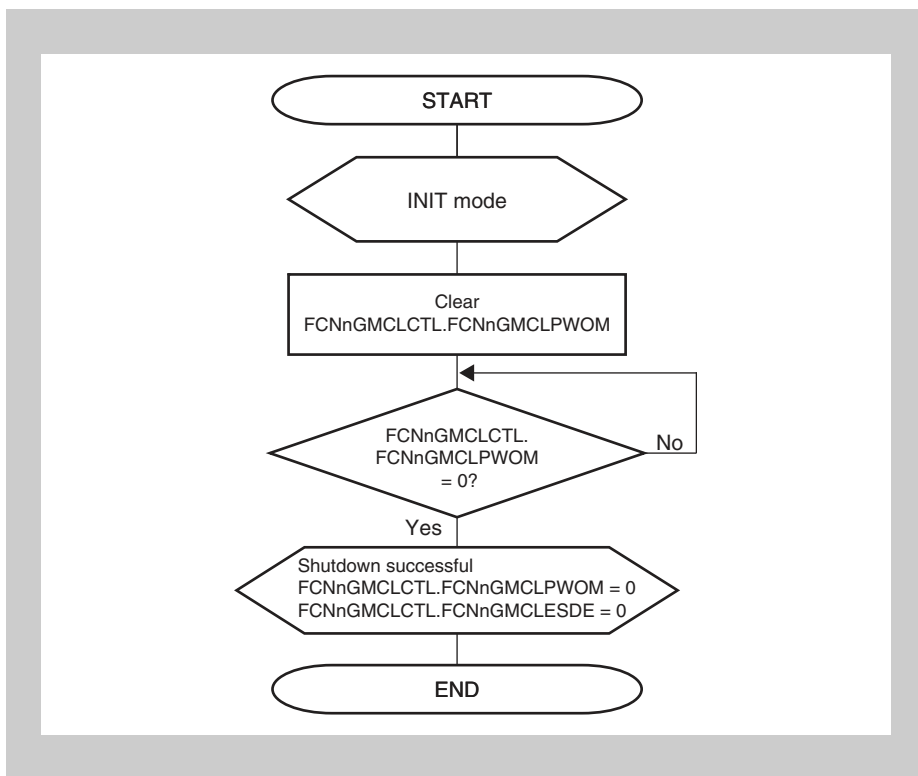 START
INIT mode
Clear
FCNnGMCLCTL.FCNnGMCLPWOM
FCNnGMCLCTL.
FCNnGMCLPWOM
= 0?
No
Yes
Shutdown successful
FCNnGMCLCTL.FCNnGMCLPWOM = 0
FCNnGMCLCTL.FCNnGMCLESDE = 0
END